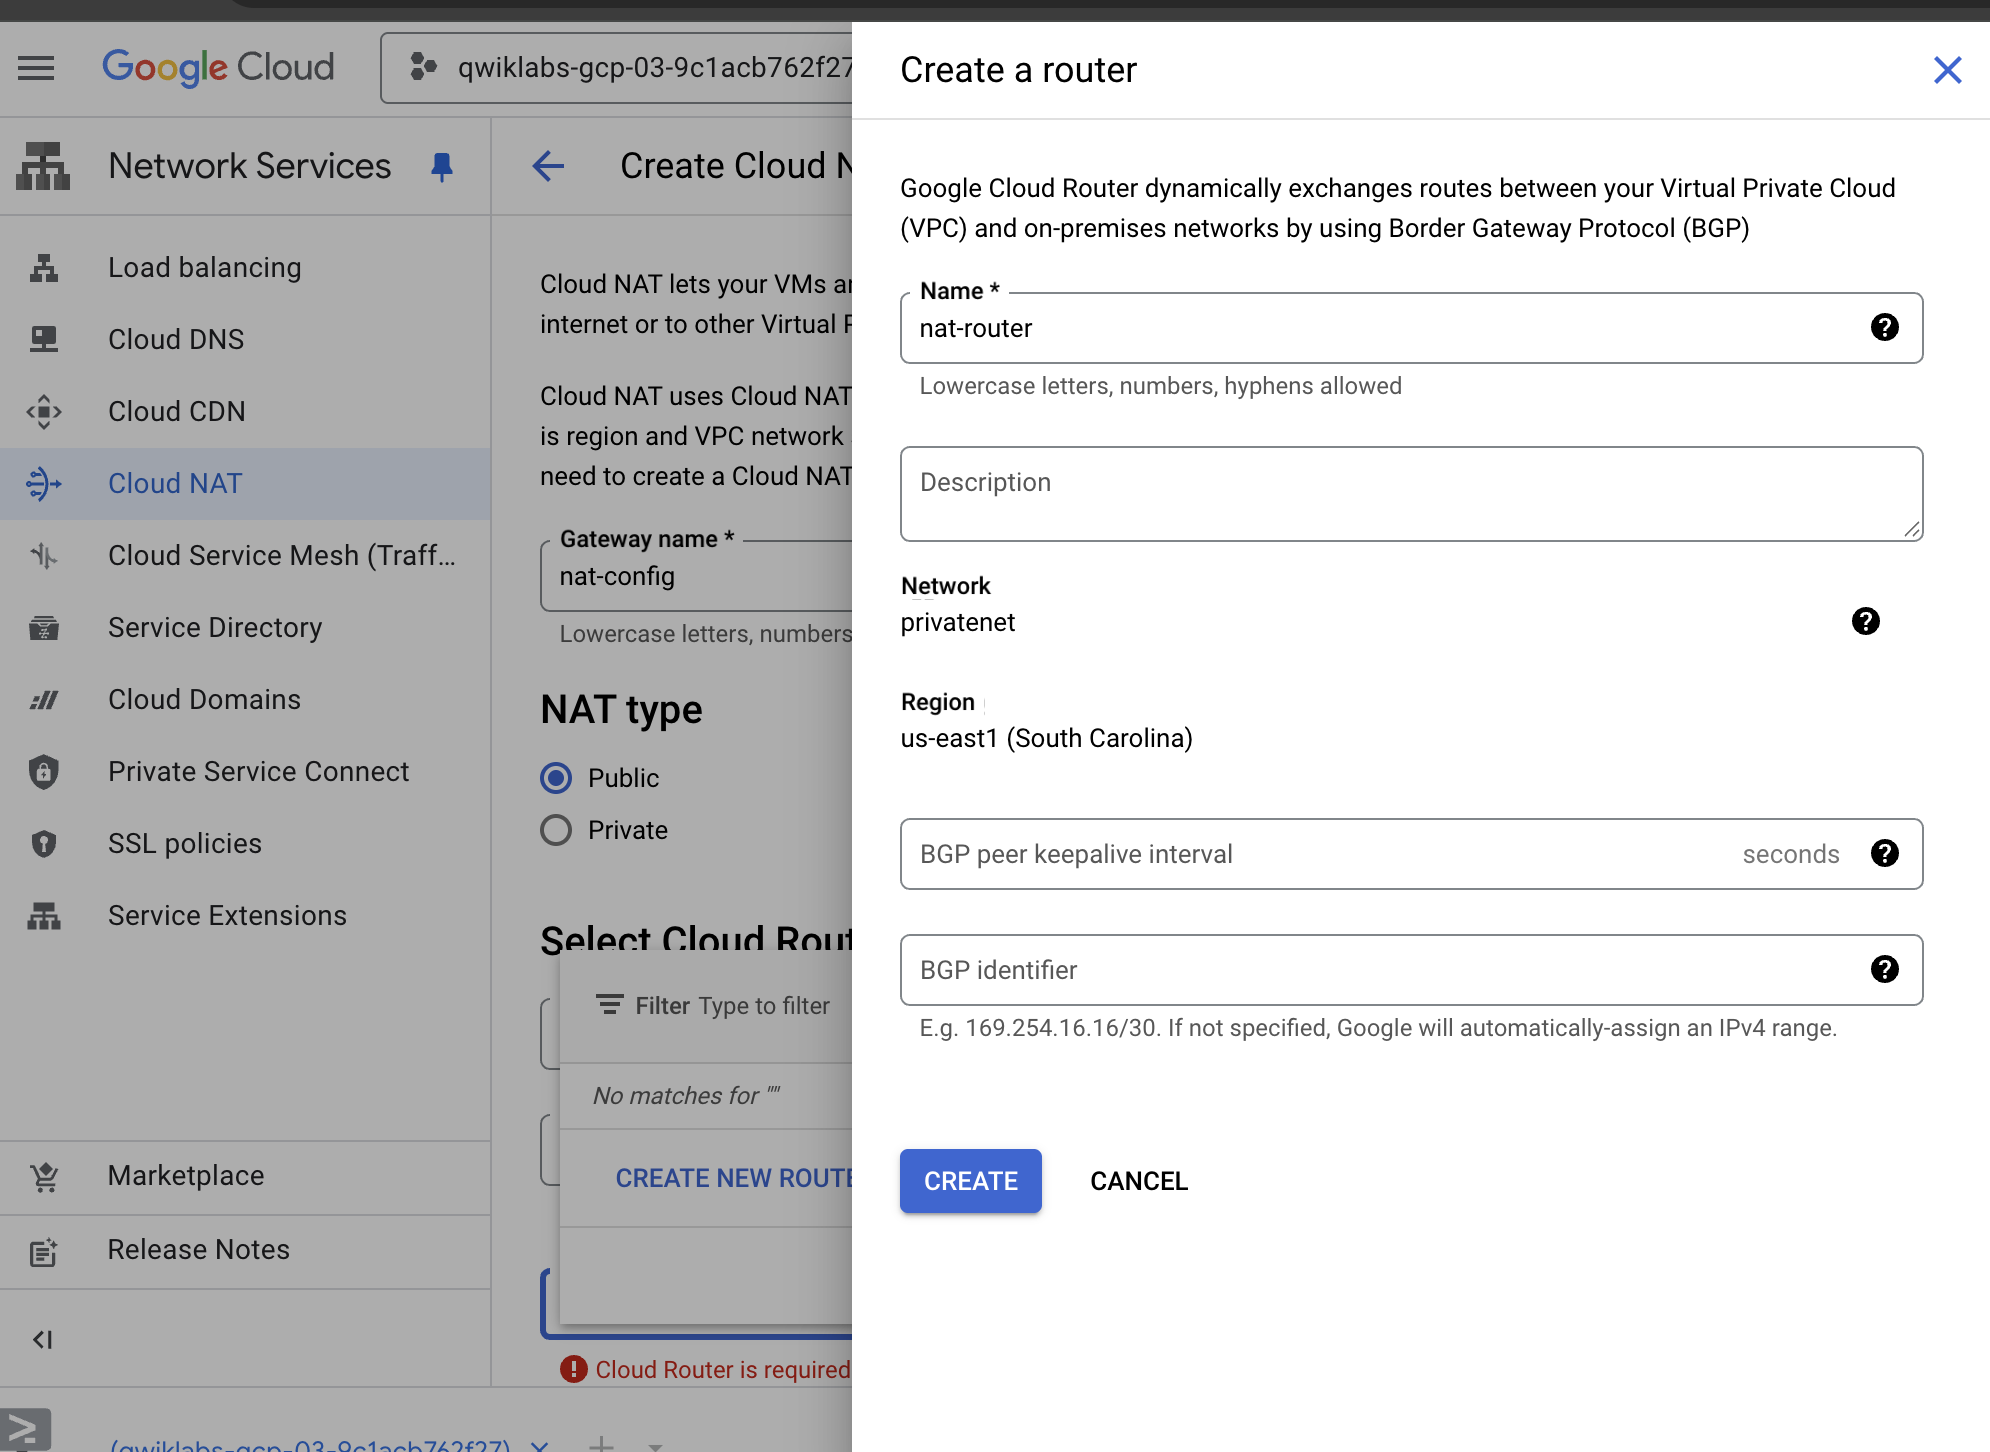 Google Cloud
qwiklabs-gcp-03-9c1acb762f27
Network Services
Load balancing
Cloud DNS
Cloud CDN
Cloud NAT
Cloud Service Mesh (Traff...
Service Directory
Cloud Domains
Private Service Connect
SSL policies
Service Extensions
Marketplace
Release Notes
Create Cloud N
Cloud NAT lets your VMs a
internet or to other Virtual
Cloud NAT uses Cloud NAT
is region and VPC network
need to create a Cloud NAT
Gateway name *
nat-config
Lowercase letters, numbers
NAT type
Public
Private
Select Cloud Rout
Filter Type to filter
No matches for ""
CREATE NEW ROUTE
Cloud Router is required
(qwiklabs-gcp-03-9c1acb762f27)
Create a router
Google Cloud Router dynamically exchanges routes between your Virtual Private Cloud
(VPC) and on-premises networks by using Border Gateway Protocol (BGP)
Name *
nat-router
Lowercase letters, numbers, hyphens allowed
Description
Network
privatenet
Region
us-east1 (South Carolina)
BGP peer keepalive interval
seconds
BGP identifier
E.g. 169.254.16.16/30. If not specified, Google will automatically-assign an IPv4 range.
CREATE
CANCEL